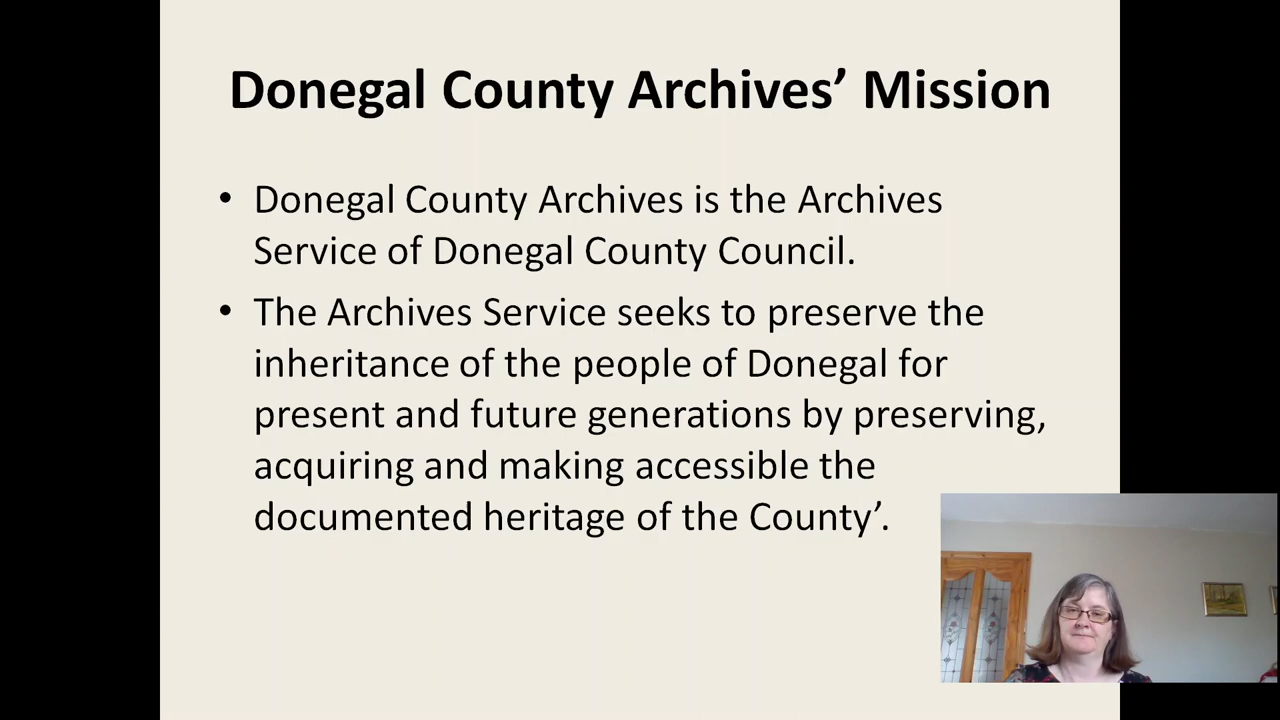 Donegal County Archives’ Mission
• Donegal County Archives is the Archives
Service of Donegal County Council.
• The Archives Service seeks to preserve the
inheritance of the people of Donegal for
present and future generations by preserving,
acquiring and making accessible the
documented heritage of the County’.